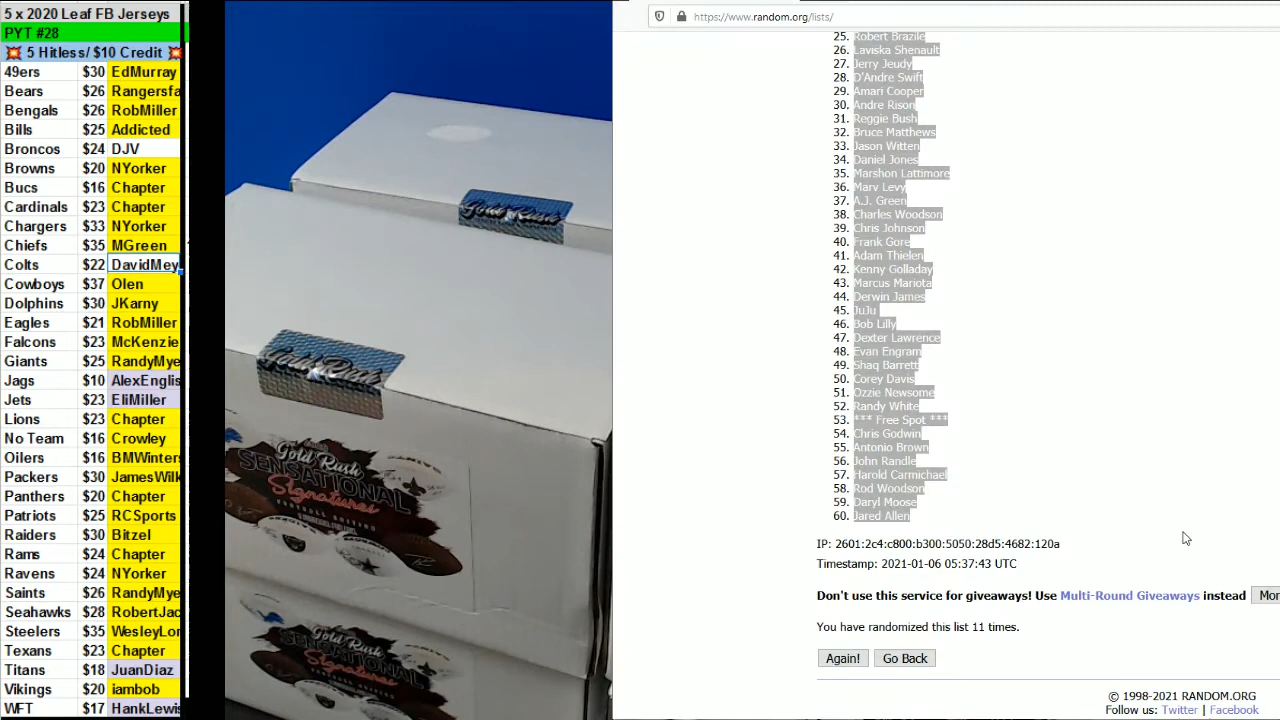 5 x 2020 Leaf FB Jerseys
PYT #28
💥 5 Hitless/ $10 Credit 💥
49ers $30 EdMurray
Bears $26 Rangersfa
Bengals $26 RobMiller
Bills $25 Addicted
Broncos $24 DJV
Browns $20 NYorker
Bucs $16 Chapter
Cardinals $23 Chapter
Chargers $33 NYorker
Chiefs $35 MGreen
Colts $22 DavidMey
Cowboys $37 Olen
Dolphins $30 JKarny
Eagles $21 RobMiller
Falcons $23 McKenzie
Giants $25 RandyMye
Jags $10 AlexEnglis
Jets $23 EliMiller
Lions $23 Chapter
No Team $16 Crowley
Oilers $16 BMWinters
Packers $30 JamesWilk
Panthers $20 Chapter
Patriots $25 RCSports
Raiders $30 Bitzel
Rams $24 Chapter
Ravens $24 NYorker
Saints $26 RandyMye
Seahawks $28 RobertJac
Steelers $35 WesleyLor
Texans $23 Chapter
Titans $18 JuanDiaz
Vikings $20 iambob
WFT $17 HankLewis
Gold Rush
Gold Rush
Gold Rush
SENSATIONAL
Signatures
FOOTBALL EDITION
Gold Rush
SENSATIONAL
Signatures
https://www.random.org/lists/
25. Robert Brazile
26. Laviska Shenault
27. Jerry Jeudy
28. D'Andre Swift
29. Amari Cooper
30. Andre Rison
31. Reggie Bush
32. Bruce Matthews
33. Jason Witten
34. Daniel Jones
35. Marshon Lattimore
36. Marv Levy
37. A.J. Green
38. Charles Woodson
39. Chris Johnson
40. Frank Gore
41. Adam Thielen
42. Kenny Golladay
43. Marcus Mariota
44. Derwin James
45. JuJu
46. Bob Lilly
47. Dexter Lawrence
48. Evan Engram
49. Shaq Barrett
50. Corey Davis
51. Ozzie Newsome
52. Randy White
53. *** Free Spot ***
54. Chris Godwin
55. Antonio Brown
56. John Randle
57. Harold Carmichael
58. Rod Woodson
59. Daryl Moose
60. Jared Allen
IP: 2601:2c4:c800:b300:5050:28d5:4682:120a
Timestamp: 2021-01-06 05:37:43 UTC
Don't use this service for giveaways! Use Multi-Round Giveaways instead Mor
You have randomized this list 11 times.
Again! Go Back
© 1998-2021 RANDOM.ORG
Follow us: Twitter | Facebook